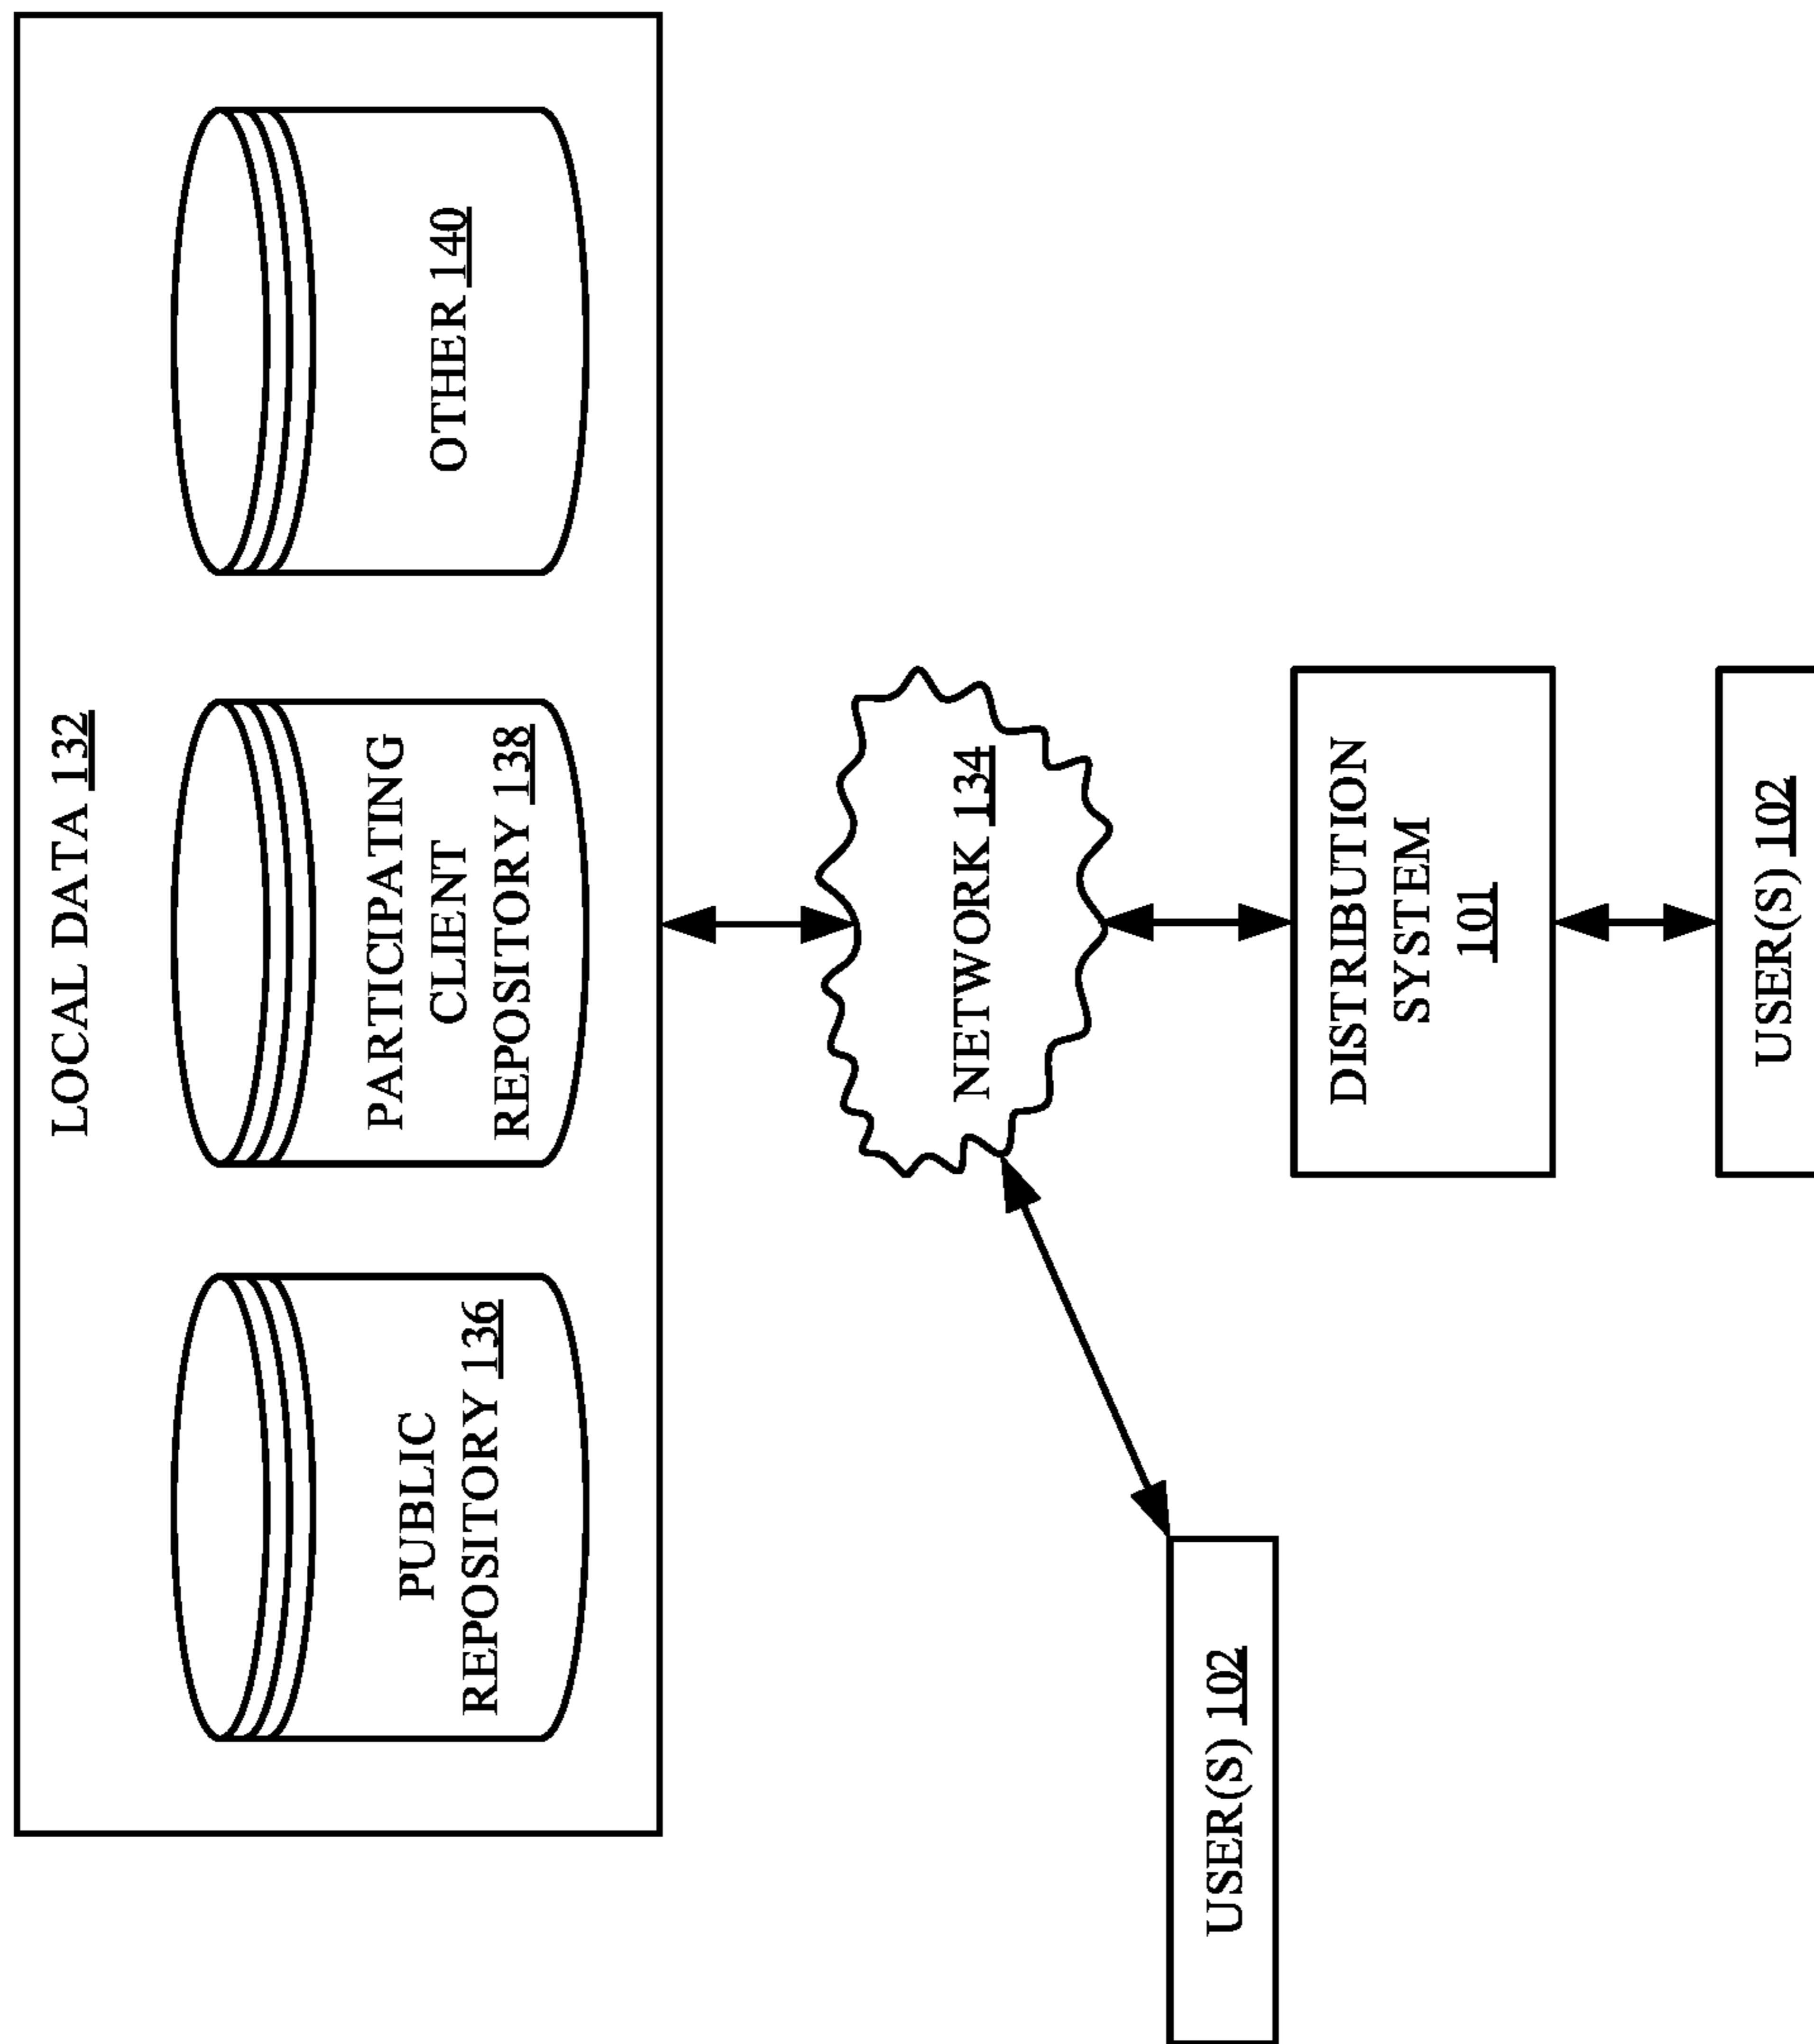 LOCAL DATA 132
PUBLIC
REPOSITORY 136
PARTICIPATING
CLIENT
REPOSITORY 138
OTHER 140
NETWORK 134
USER(S) 102
DISTRIBUTION
SYSTEM
101
USER(S) 102